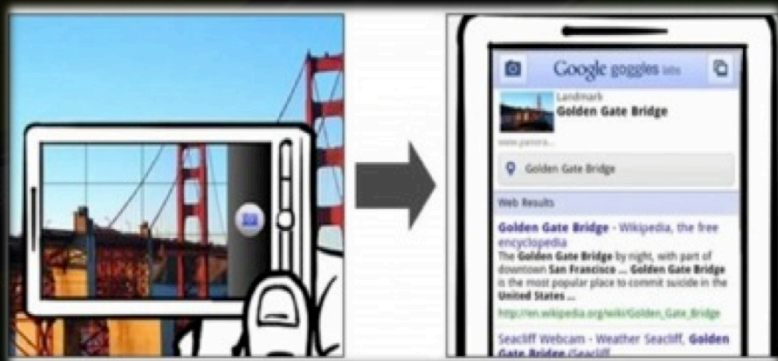 Google goggles labs
Landmark
Golden Gate Bridge
www.panora...
Golden Gate Bridge
Web Results
Golden Gate Bridge - Wikipedia, the free
encyclopedia
The Golden Gate Bridge by night, with part of
downtown San Francisco ... Golden Gate Bridge
is the most popular place to commit suicide in the
United States ...
http://en.wikipedia.org/wiki/Golden_Gate_Bridge
Seacliff Webcam - Weather Seacliff, Golden
Gate Bridge (Seacliff